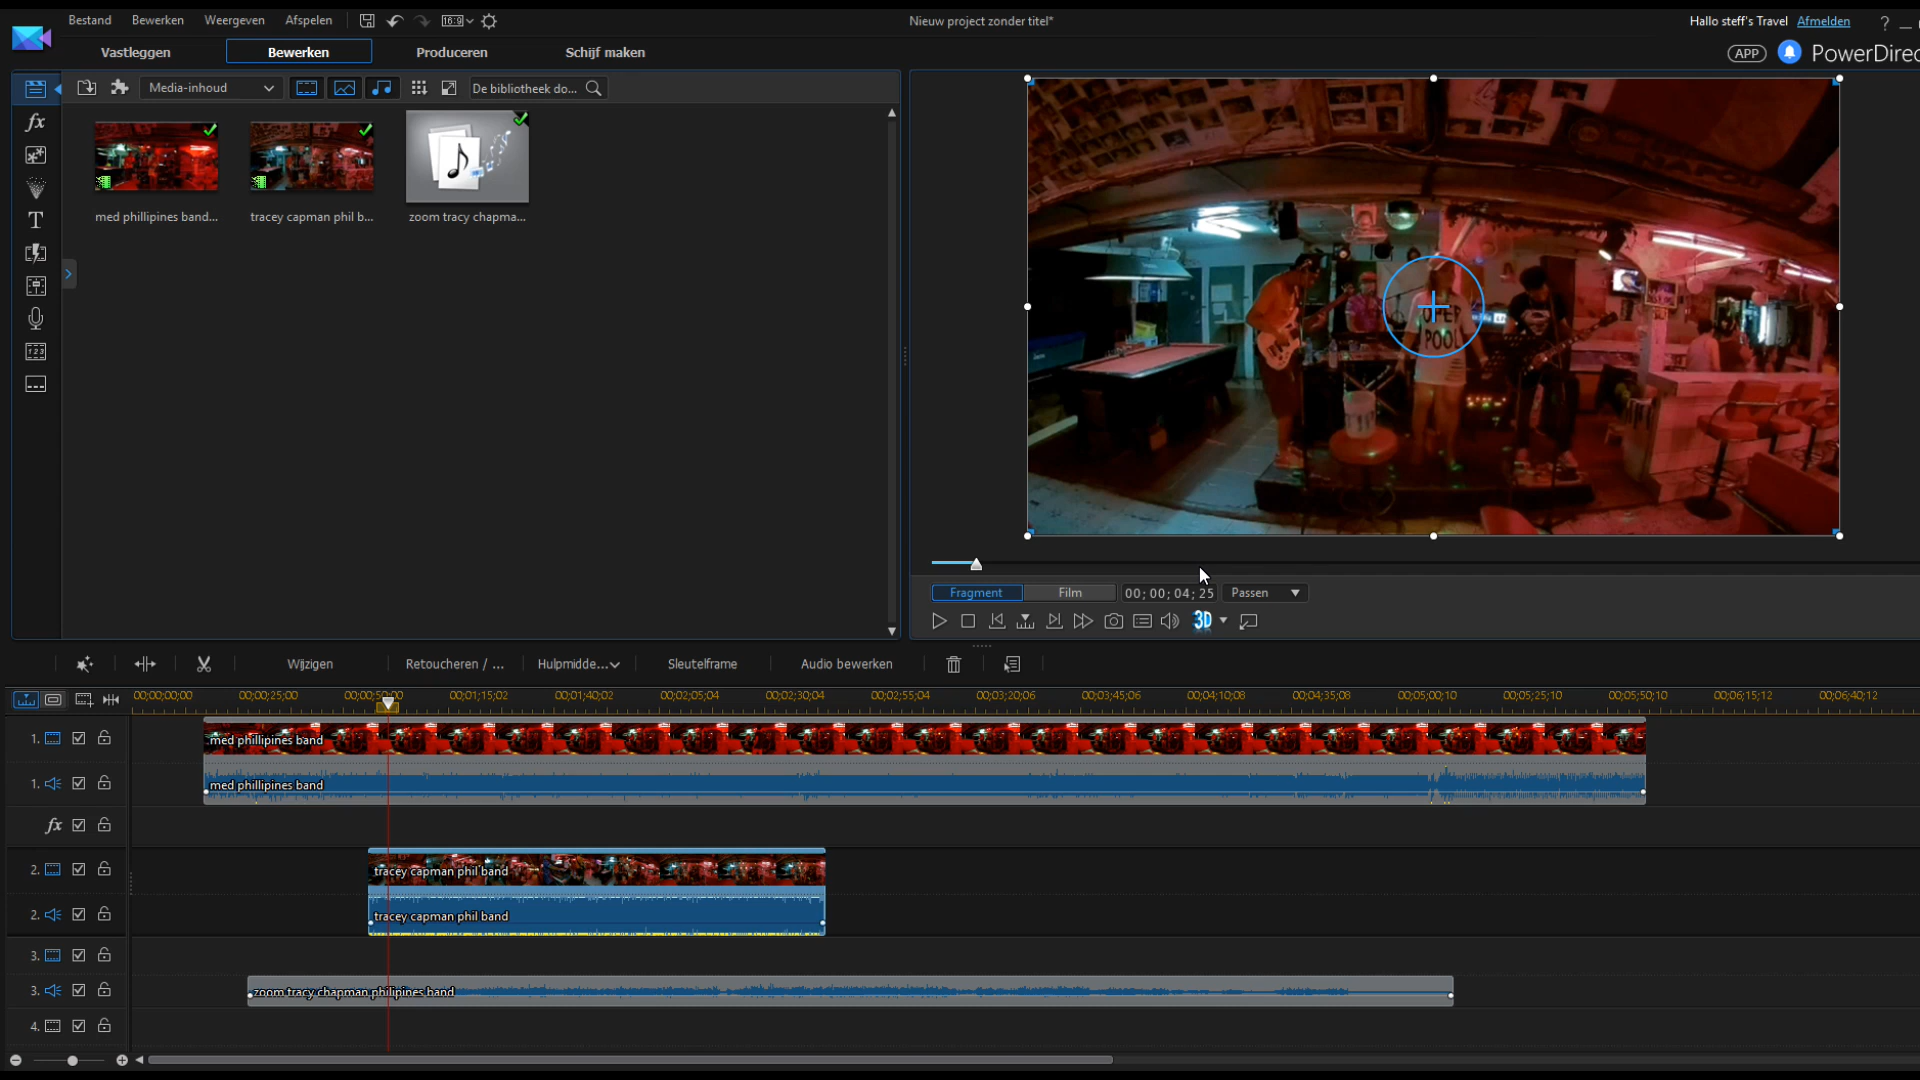 Bestand Bewerken Weergeven Afspelen 16:9 Nieuw project zonder titel* Hallo steff's Travel Afmelden ?
Vastleggen Bewerken Produceren Schijf maken APP PowerDirec
Media-inhoud De bibliotheek do...
fx
T
med phillipines band... tracey capman phil b... zoom tracy chapma...
OPEN
POOL
Fragment Film 00; 00; 04; 25 Passen
3D
Wijzigen Retoucheren / ... Hulpmidde... Sleutelframe Audio bewerken
00;00;00;00 00;00;25;00 00;00;50;00 00;01;15;02 00;01;40;02 00;02;05;04 00;02;30;04 00;02;55;04 00;03;20;06 00;03;45;06 00;04;10;08 00;04;35;08 00;05;00;10 00;05;25;10 00;05;50;10 00;06;15;12 00;06;40;12
1. med phillipines band
1. med phillipines band
fx
2. tracey capman phil band
2. tracey capman phil band
3.
3. zoom tracy chapman philipines band
4.